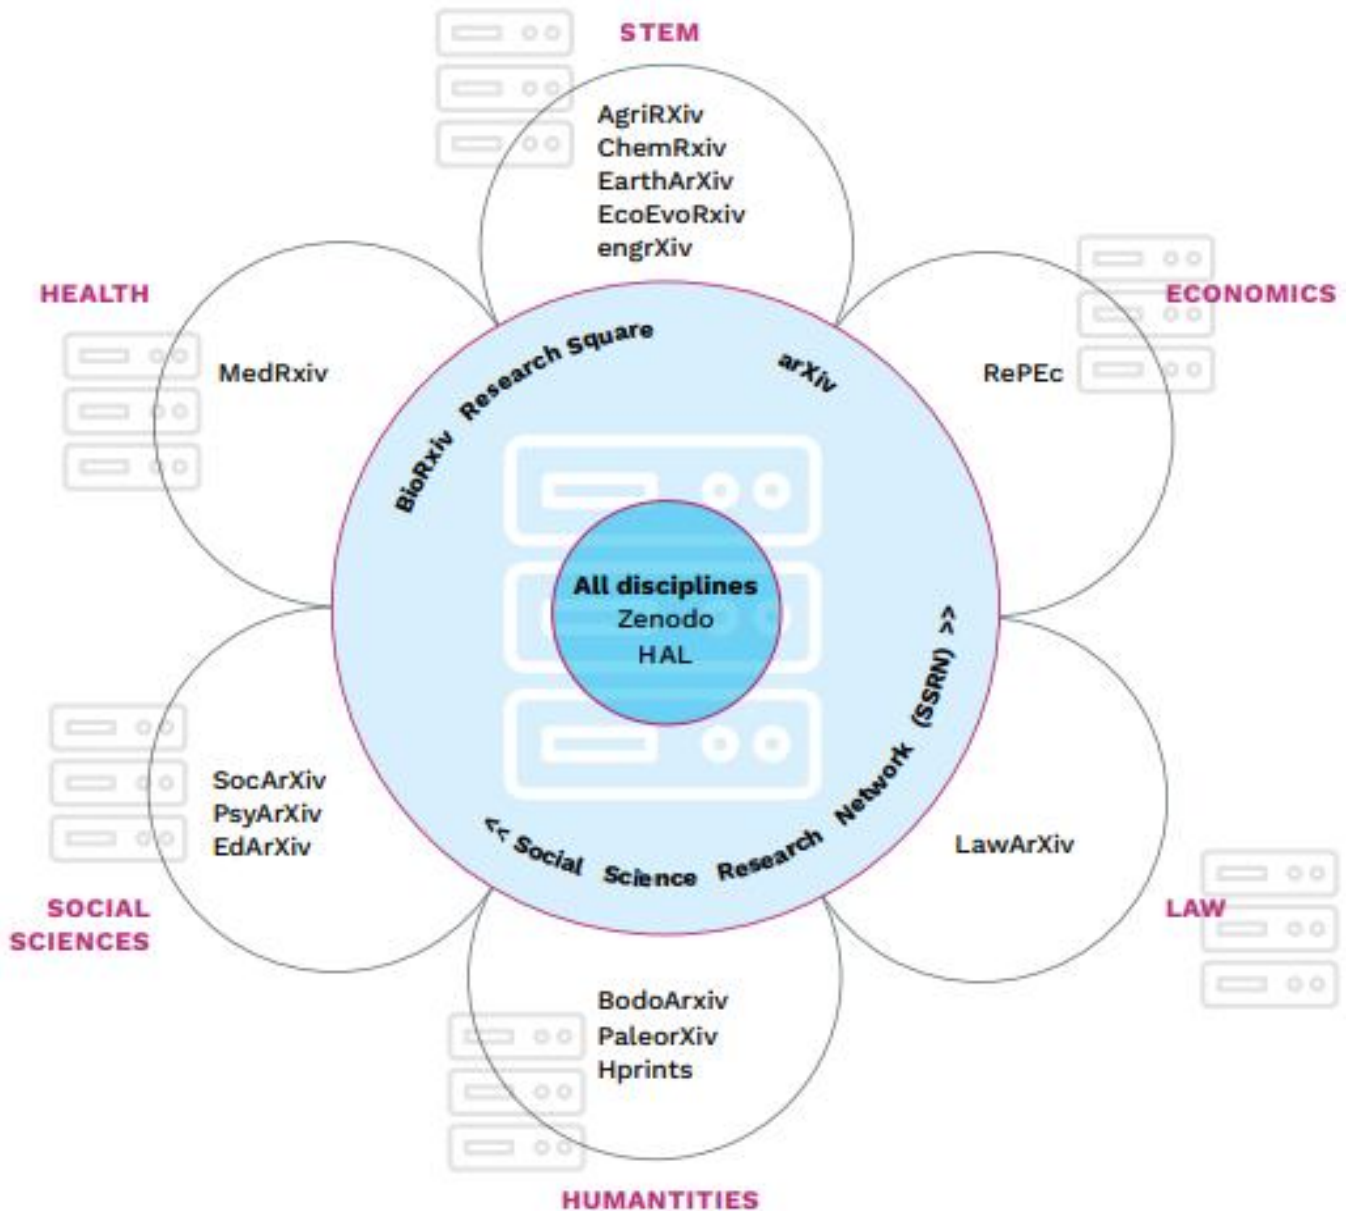 STEM
AgriRXiv
ChemRxiv
EarthArXiv
EcoEvoRxiv
engrXiv
HEALTH
MedRxiv
ECONOMICS
RePEc
BioRxiv Research Square
arXiv
All disciplines
Zenodo
HAL
<< Social Science Research Network (SSRN) >>
SocArXiv
PsyArXiv
EdArXiv
SOCIAL
SCIENCES
LawArXiv
LAW
BodoArxiv
PaleorXiv
Hprints
HUMANTITIES